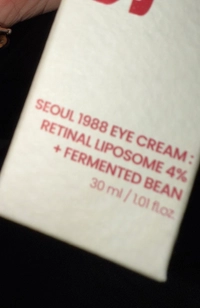 SEOUL 1988 EYE CREAM :
RETINAL LIPOSOME 4%
+ FERMENTED BEAN
30 ml / 1.01 fl.oz.